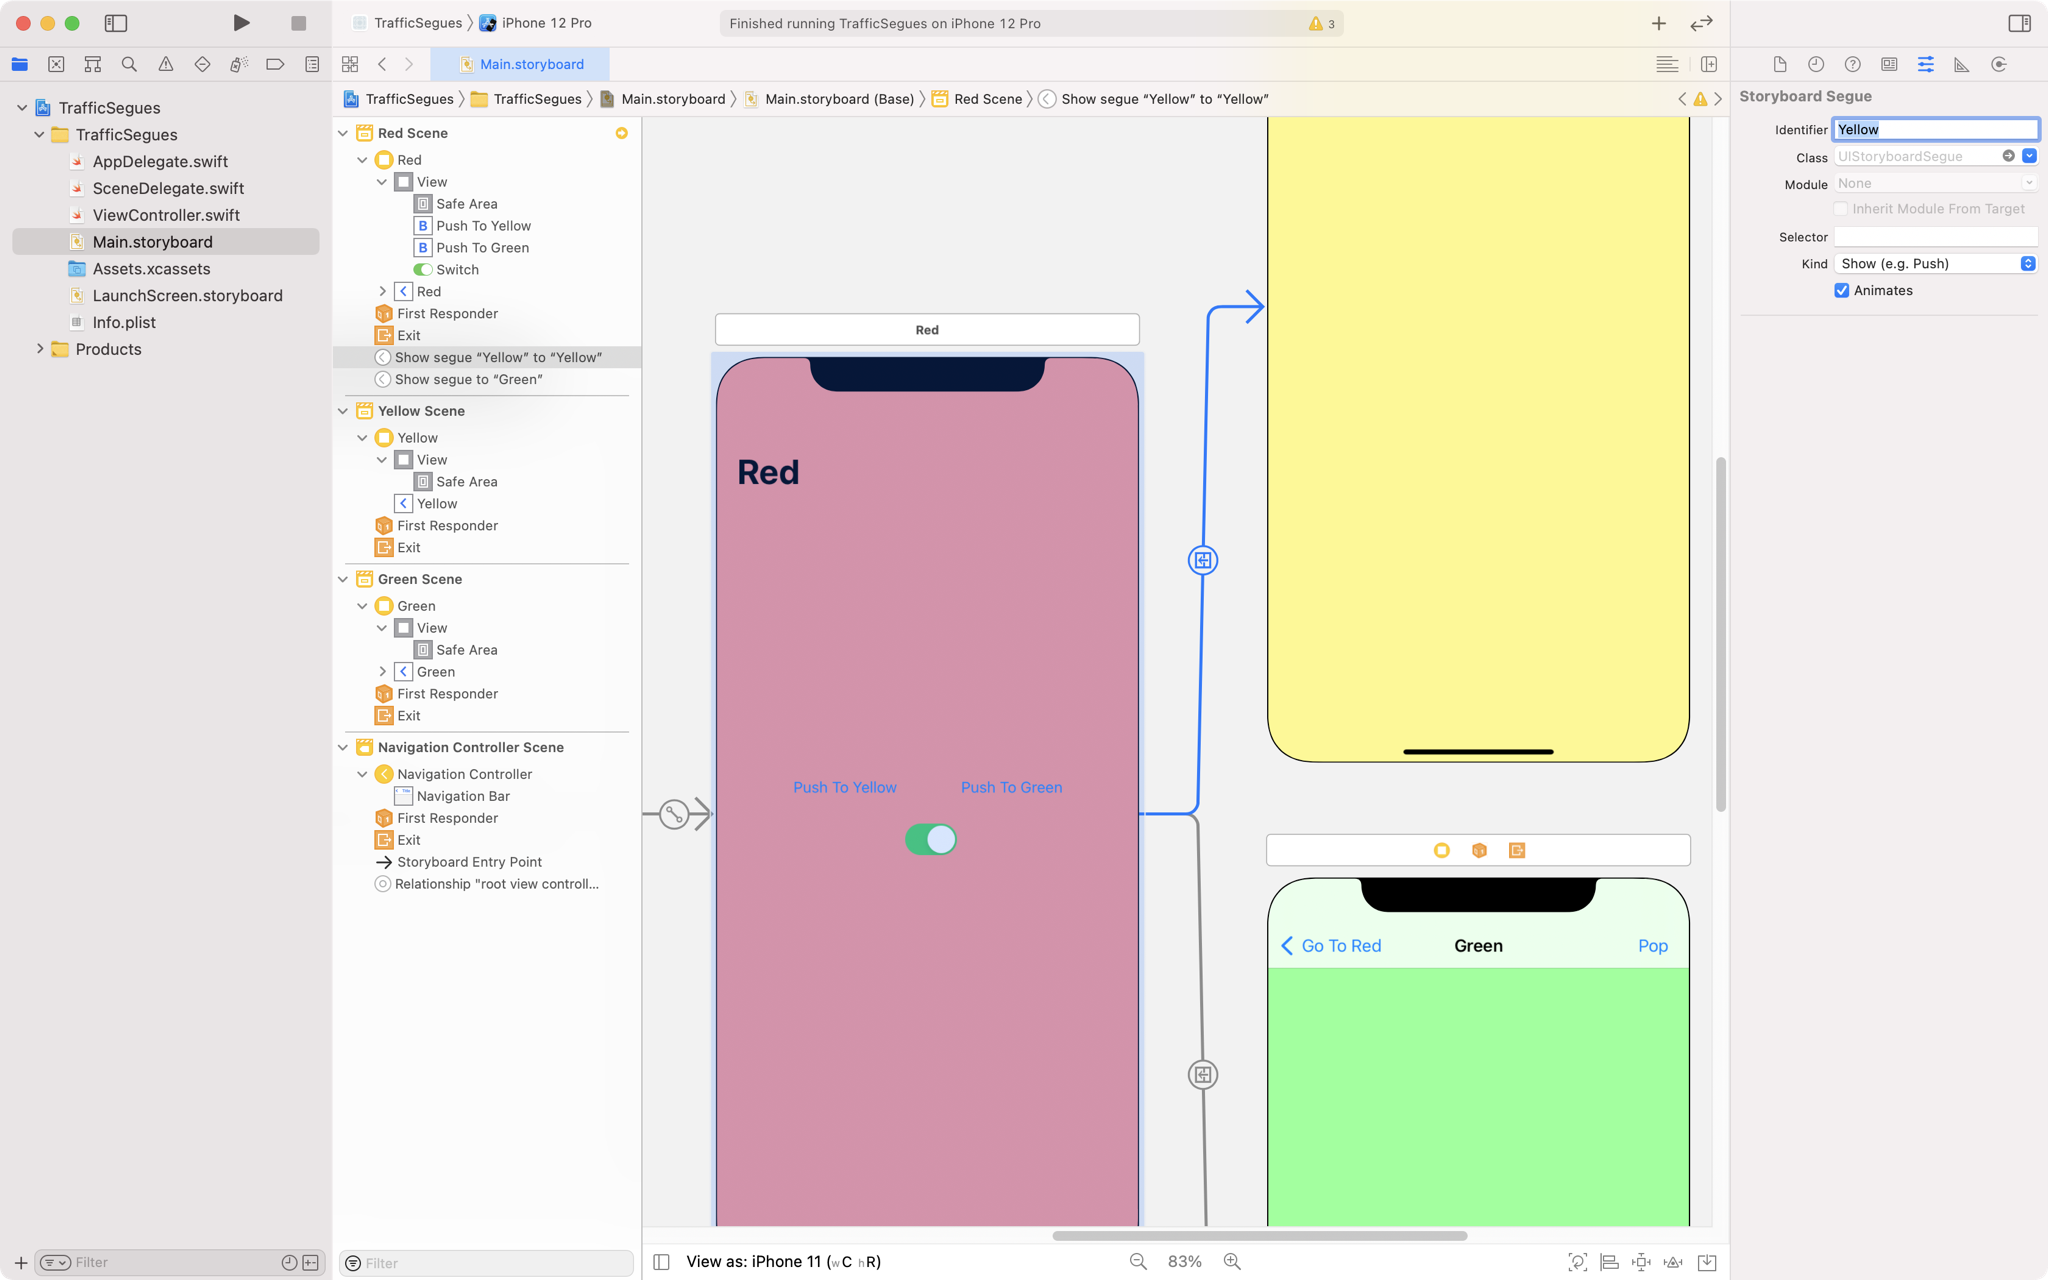 TrafficSegues
iPhone 12 Pro
Finished running TrafficSegues on iPhone 12 Pro
3
Main.storyboard
TrafficSegues
TrafficSegues
Main.storyboard
Main.storyboard (Base)
Red Scene
Show segue “Yellow” to “Yellow”
TrafficSegues
TrafficSegues
AppDelegate.swift
SceneDelegate.swift
ViewController.swift
Main.storyboard
Assets.xcassets
LaunchScreen.storyboard
Info.plist
Products
Filter
Red Scene
Red
View
Safe Area
B Push To Yellow
B Push To Green
Switch
Red
First Responder
Exit
Show segue “Yellow” to “Yellow”
Show segue to “Green”
Yellow Scene
Yellow
View
Safe Area
Yellow
First Responder
Exit
Green Scene
Green
View
Safe Area
Green
First Responder
Exit
Navigation Controller Scene
Navigation Controller
Navigation Bar
First Responder
Exit
Storyboard Entry Point
Relationship "root view controll...
Filter
Red
Red
Push To Yellow
Push To Green
Go To Red
Green
Pop
View as: iPhone 11 (wC hR)
83%
Storyboard Segue
Identifier Yellow
Class UIStoryboardSegue
Module None
Inherit Module From Target
Selector
Kind Show (e.g. Push)
Animates